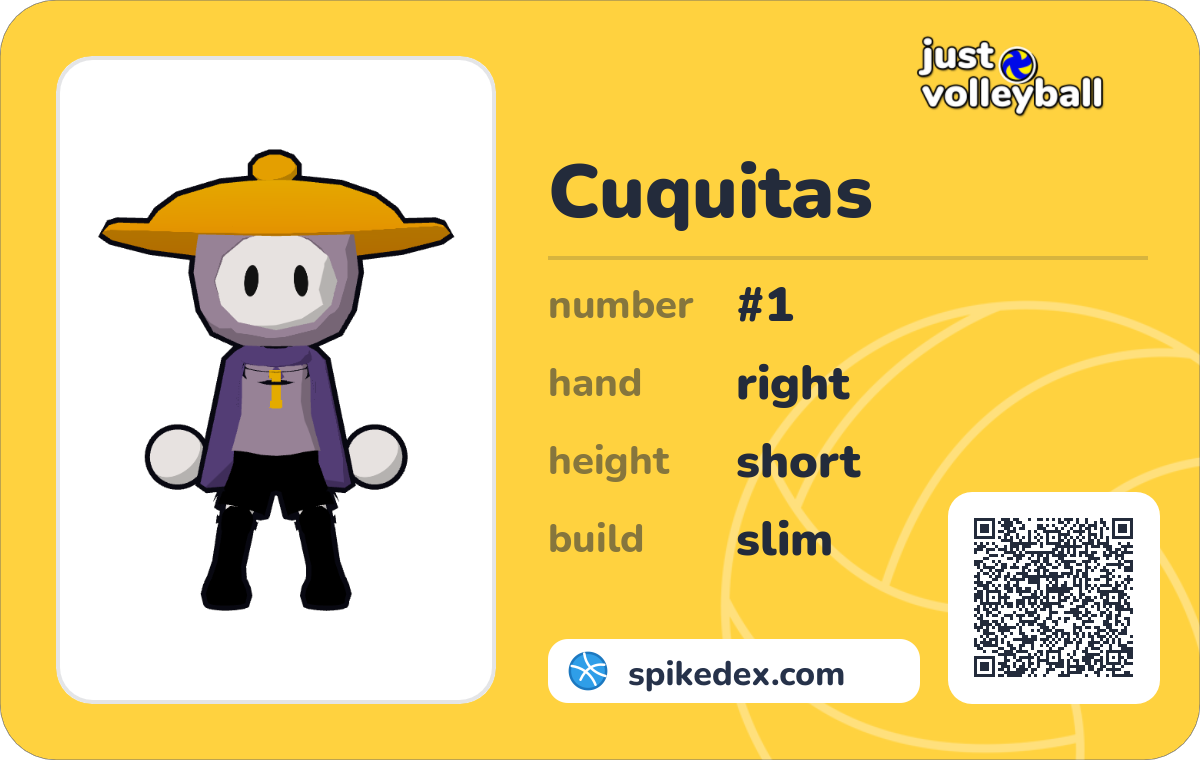 just
volleyball
Cuquitas
number #1
hand right
height short
build slim
spikedex.com